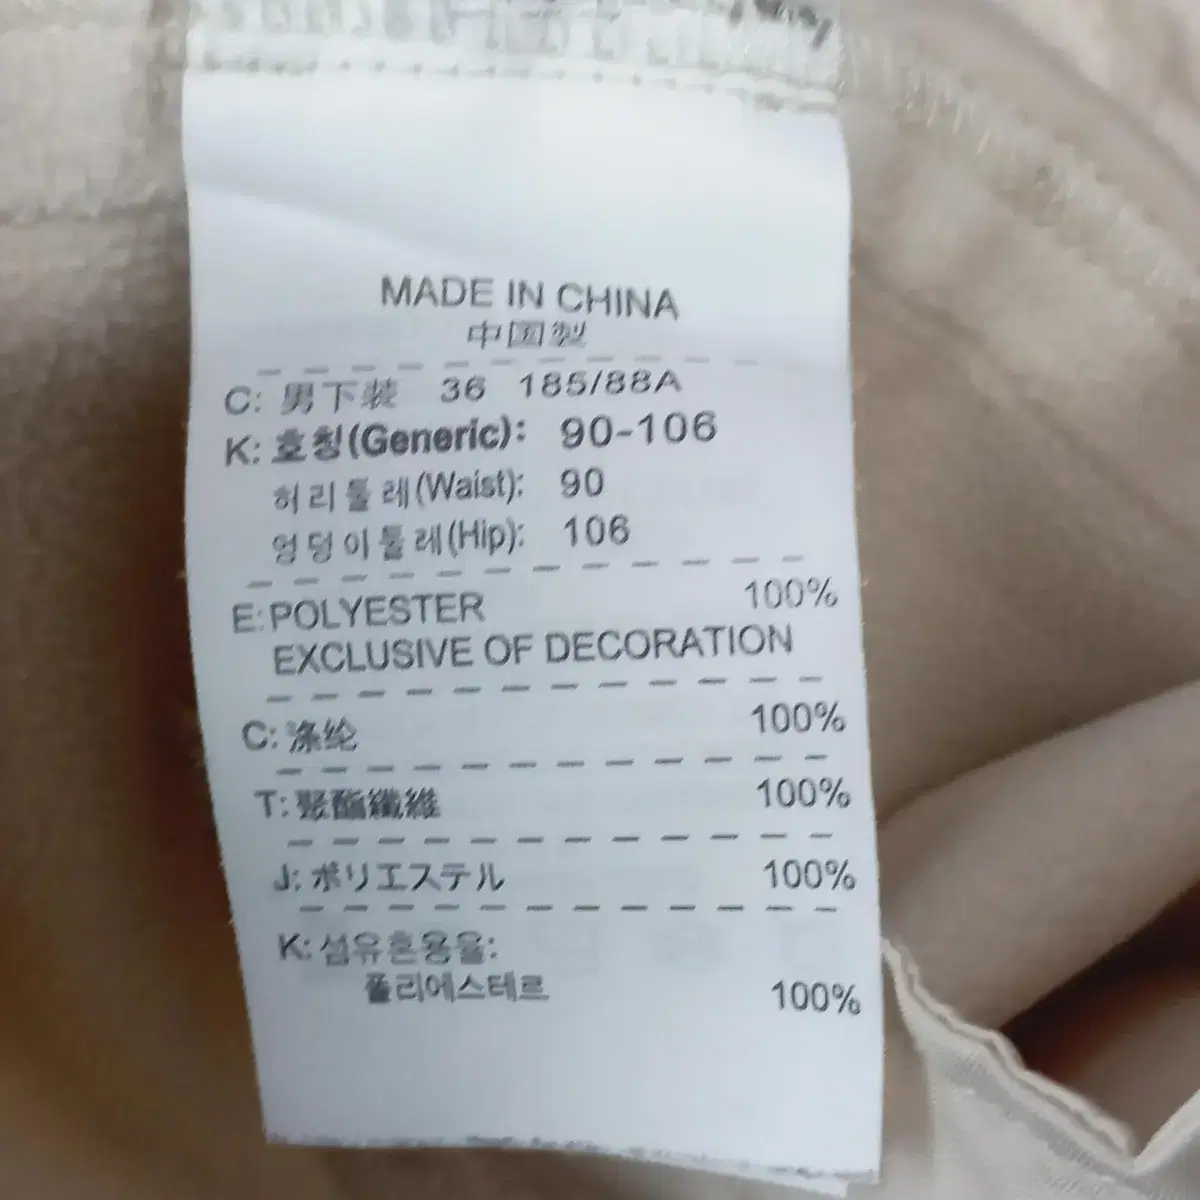 MADE IN CHINA
中国製
C: 男下装 36 185/88A
K: 호칭(Generic): 90-106
허리둘레(Waist): 90
엉덩이둘레(Hip): 106
E: POLYESTER 100%
EXCLUSIVE OF DECORATION
C: 涤纶 100%
T: 聚酯纖維 100%
J: ポリエステル 100%
K: 섬유혼용율:
폴리에스테르 100%